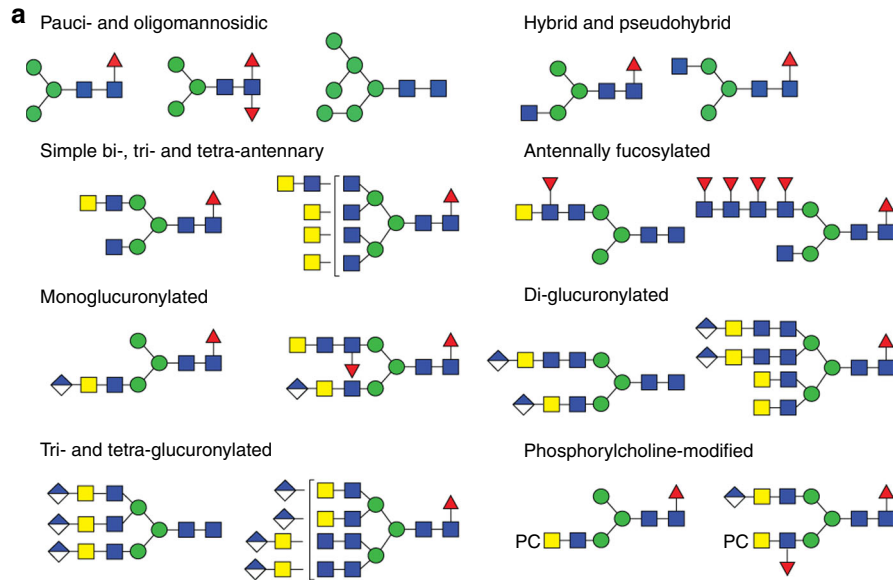 a
Pauci- and oligomannosidic
Hybrid and pseudohybrid
Simple bi-, tri- and tetra-antennary
Antennally fucosylated
Monoglucuronylated
Di-glucuronylated
Tri- and tetra-glucuronylated
Phosphorylcholine-modified
PC
PC